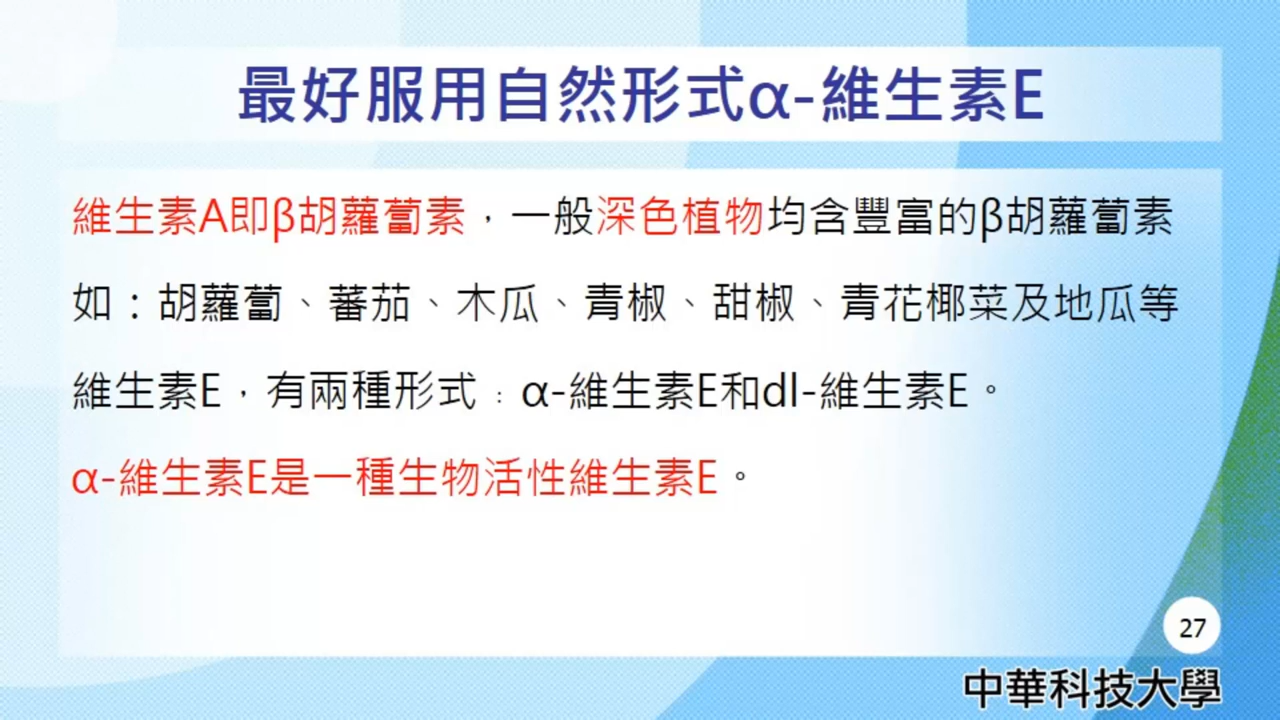 最好服用自然形式α-維生素E
維生素A即β胡蘿蔔素，一般深色植物均含豐富的β胡蘿蔔素
如：胡蘿蔔、蕃茄、木瓜、青椒、甜椒、青花椰菜及地瓜等
維生素E，有兩種形式：α-維生素E和dl-維生素E。
α-維生素E是一種生物活性維生素E。
27
中華科技大學